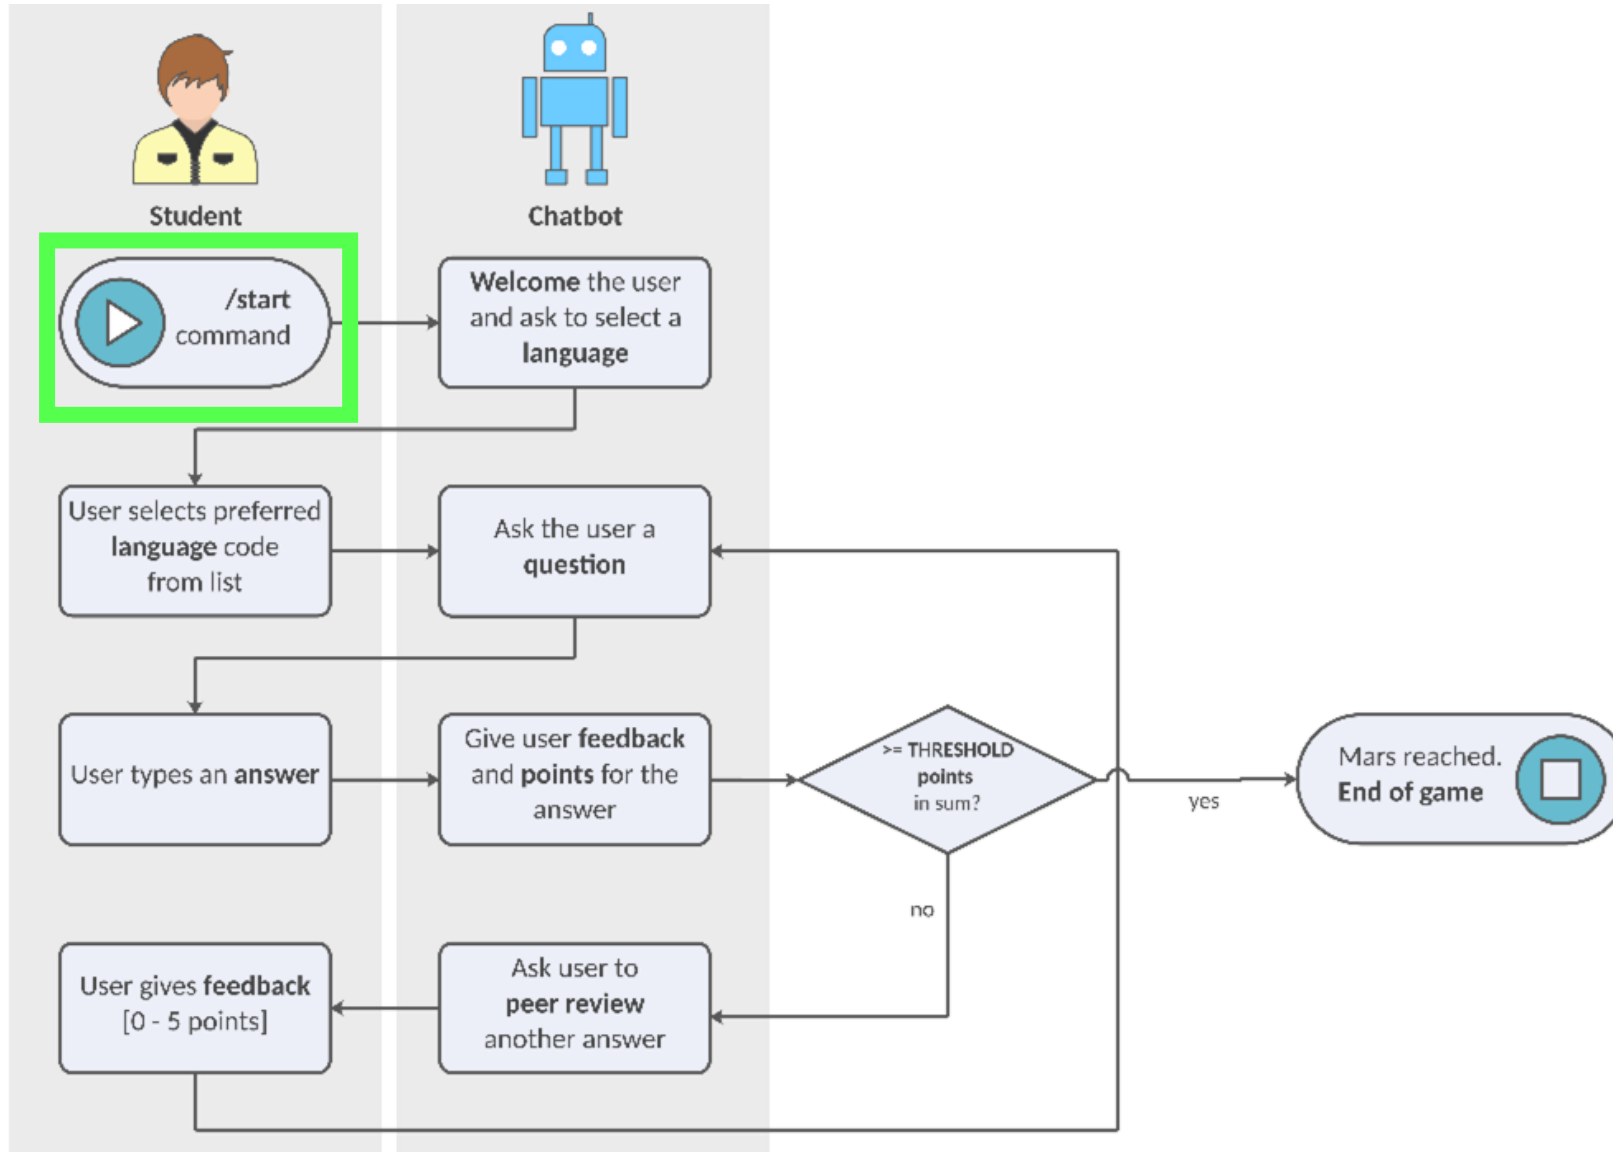 Student
Chatbot
/start
command
Welcome the user
and ask to select a
language
User selects preferred
language code
from list
Ask the user a
question
User types an answer
Give user feedback
and points for the
answer
>= THRESHOLD
points
in sum?
yes
Mars reached.
End of game
no
User gives feedback
[0 - 5 points]
Ask user to
peer review
another answer